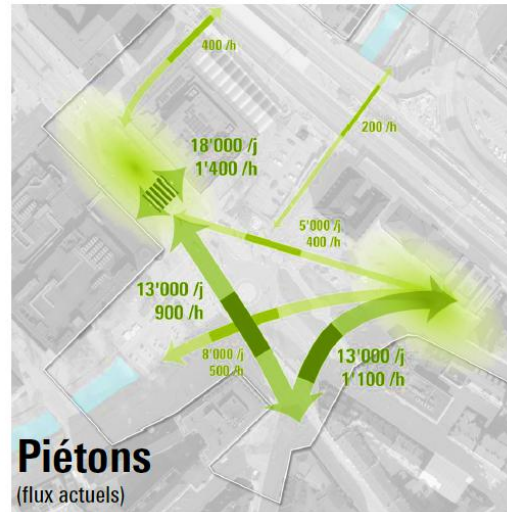 400 /h
200 /h
18'000 /j
1'400 /h
5'000 /j
400 /h
13'000 /j
900 /h
8'000 /j
500 /h
13'000 /j
1'100 /h
Piétons
(flux actuels)